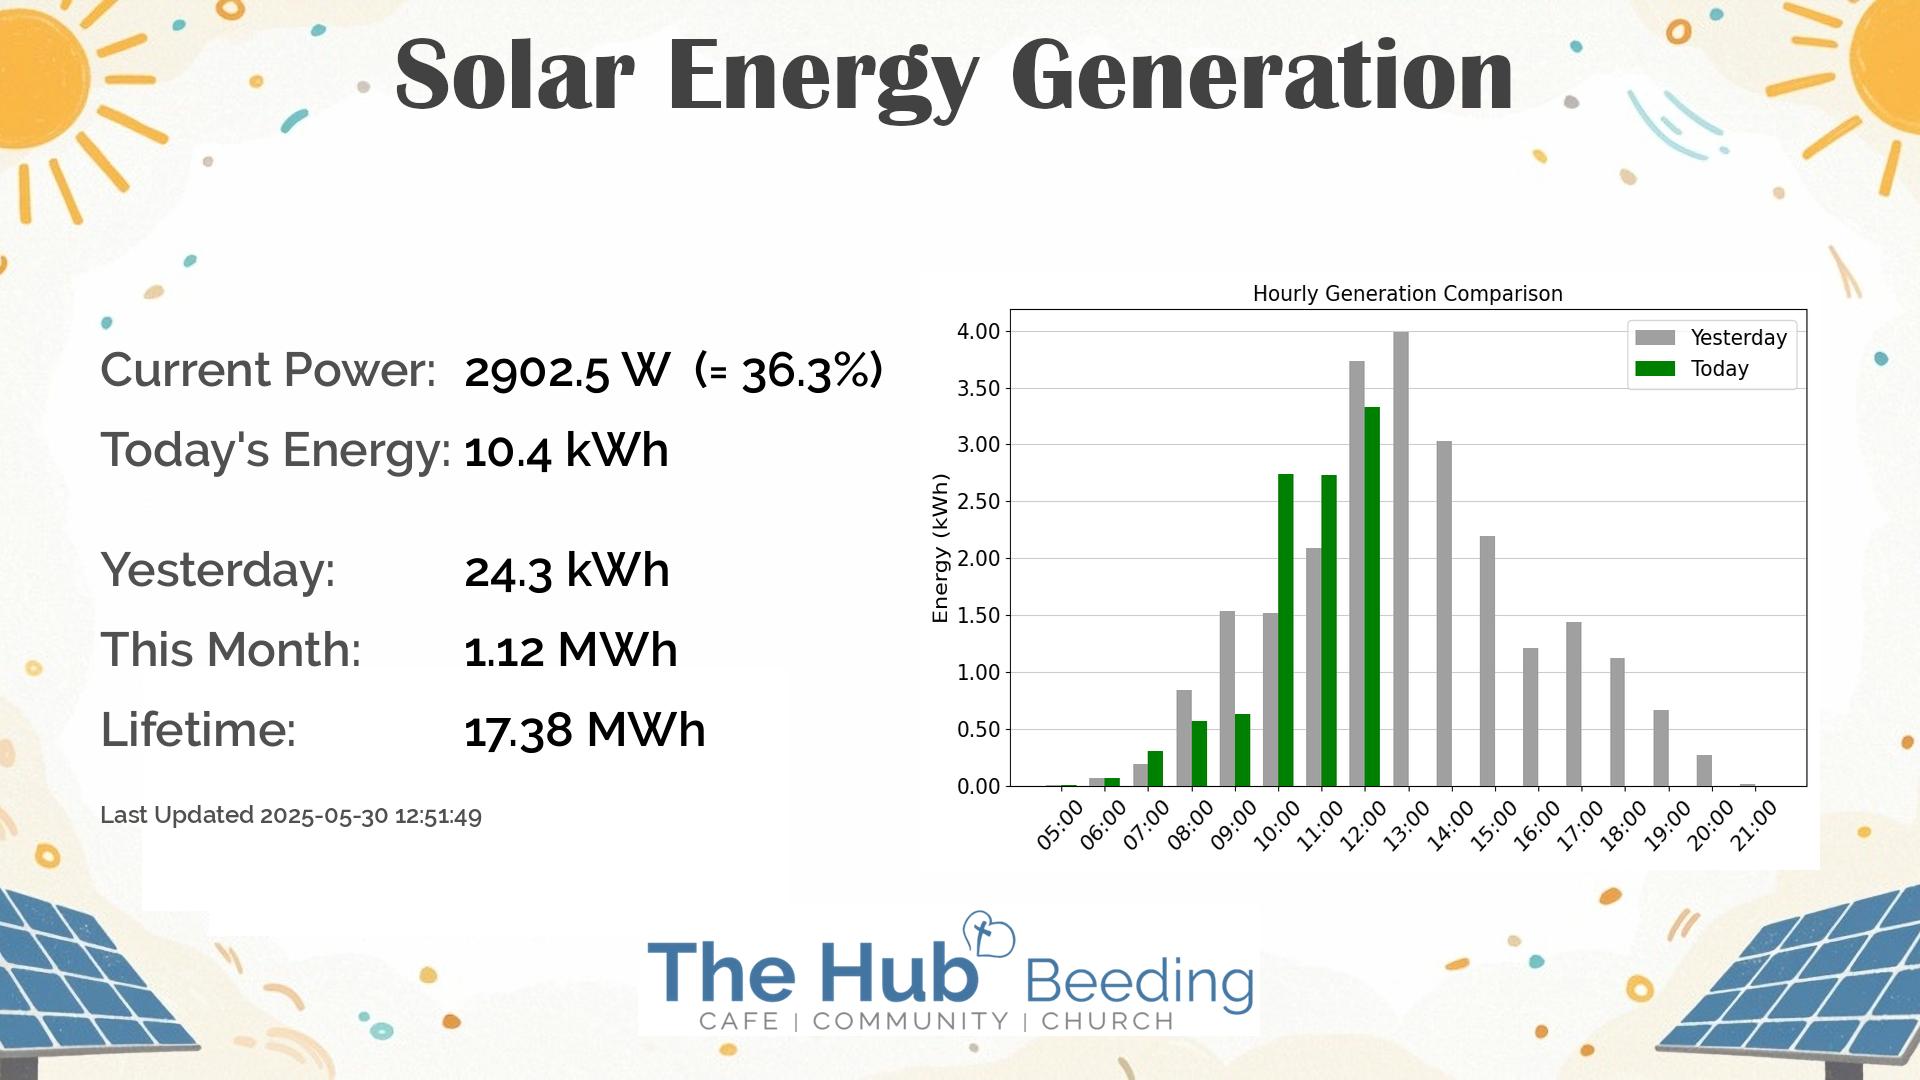 Solar Energy Generation
Current Power: 2902.5 W (= 36.3%)
Today's Energy: 10.4 kWh
Yesterday: 24.3 kWh
This Month: 1.12 MWh
Lifetime: 17.38 MWh
Last Updated 2025-05-30 12:51:49
Hourly Generation Comparison
Yesterday
Today
Energy (kWh)
4.00
3.50
3.00
2.50
2.00
1.50
1.00
0.50
0.00
05:00 06:00 07:00 08:00 09:00 10:00 11:00 12:00 13:00 14:00 15:00 16:00 17:00 18:00 19:00 20:00 21:00
The Hub Beeding
CAFE | COMMUNITY | CHURCH